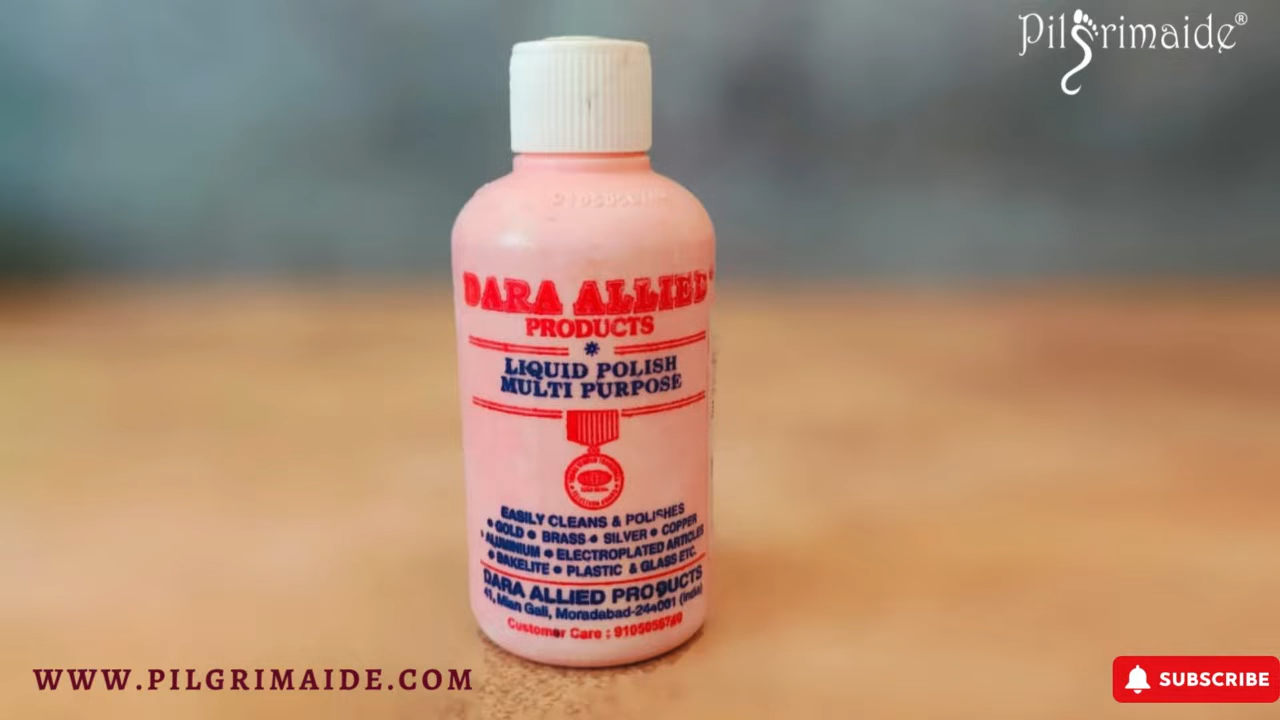 Pilgrimaide®
DARA ALLIED
PRODUCTS
LIQUID POLISH
MULTI PURPOSE
EASILY CLEANS & POLISHES
• GOLD • BRASS • SILVER • COPPER
• ALUMINIUM • ELECTROPLATED ARTICLES
• BAKELITE • PLASTIC & GLASS ETC.
DARA ALLIED PRODUCTS
41, Mian Gali, Moradabad-244001 (India)
Customer Care :
WWW.PILGRIMAIDE.COM
SUBSCRIBE